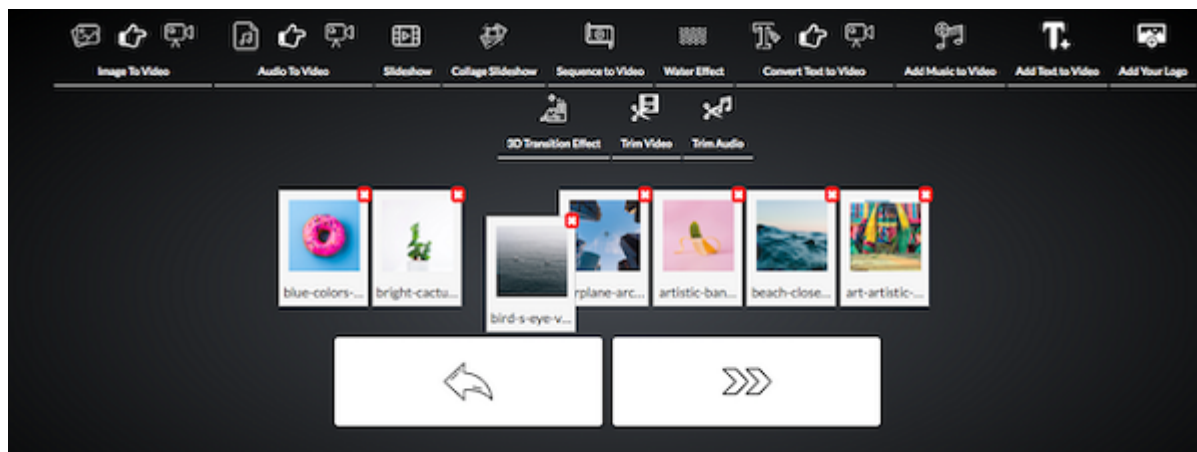 Image To Video
Audio To Video
Slideshow
Collage Slideshow
Sequence to Video
Water Effect
Convert Text to Video
Add Music to Video
Add Text to Video
Add Your Logo
3D Transition Effect
Trim Video
Trim Audio
blue-colors-...
bright-cactu...
bird-s-eye-v...
rplane-arc...
artistic-ban...
beach-close...
art-artistic-...